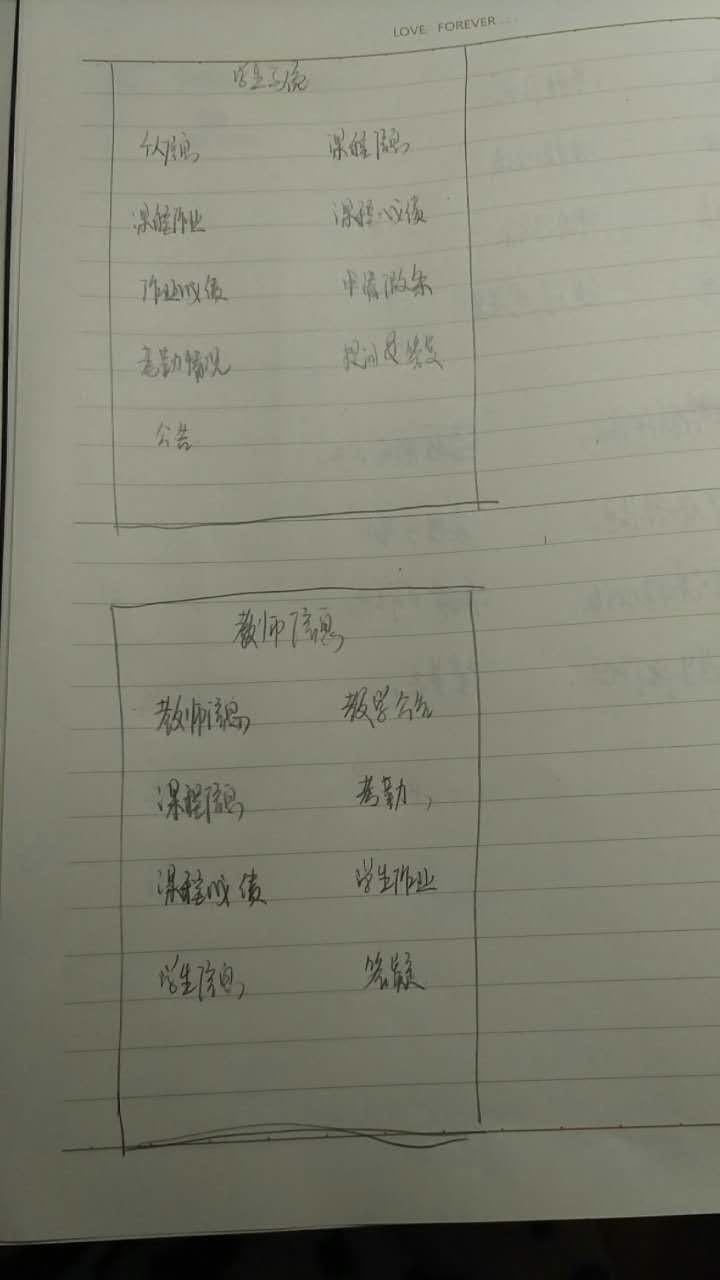 LOVE FOREVER...
学生系统
个人信息 课程信息
课程作业 课程成绩
作业成绩 申请假条
考勤情况 提问及答复
公告
教师信息
教师信息 教学公告
课程信息 考勤
课程成绩 学生作业
学生信息 答疑